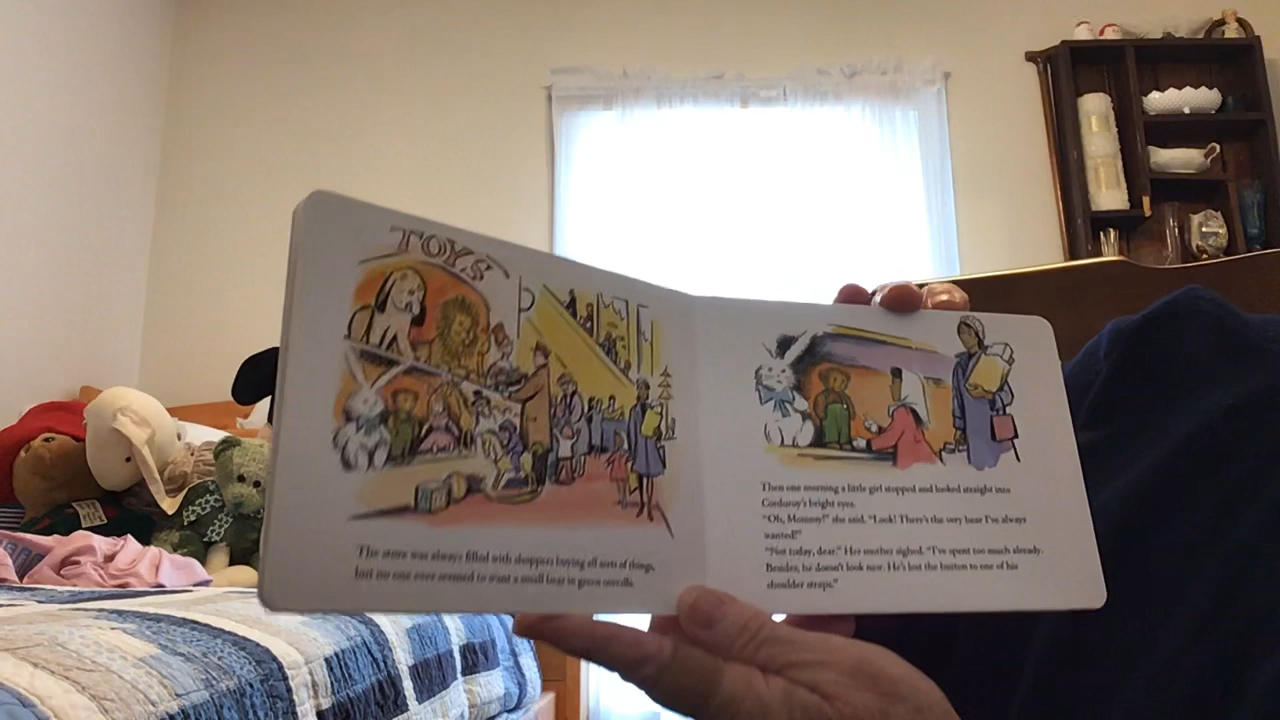 TOYS
The store was always filled with shoppers buying all sorts of things,
but no one ever seemed to want a small bear in green overalls.
Then one morning a little girl stopped and looked straight into
Corduroy's bright eyes.
"Oh, Mommy!" she said. "Look! There's the very bear I've always
wanted!"
"Not today, dear." Her mother sighed. "I've spent too much already.
Besides, he doesn't look new. He's lost the button to one of his
shoulder straps."